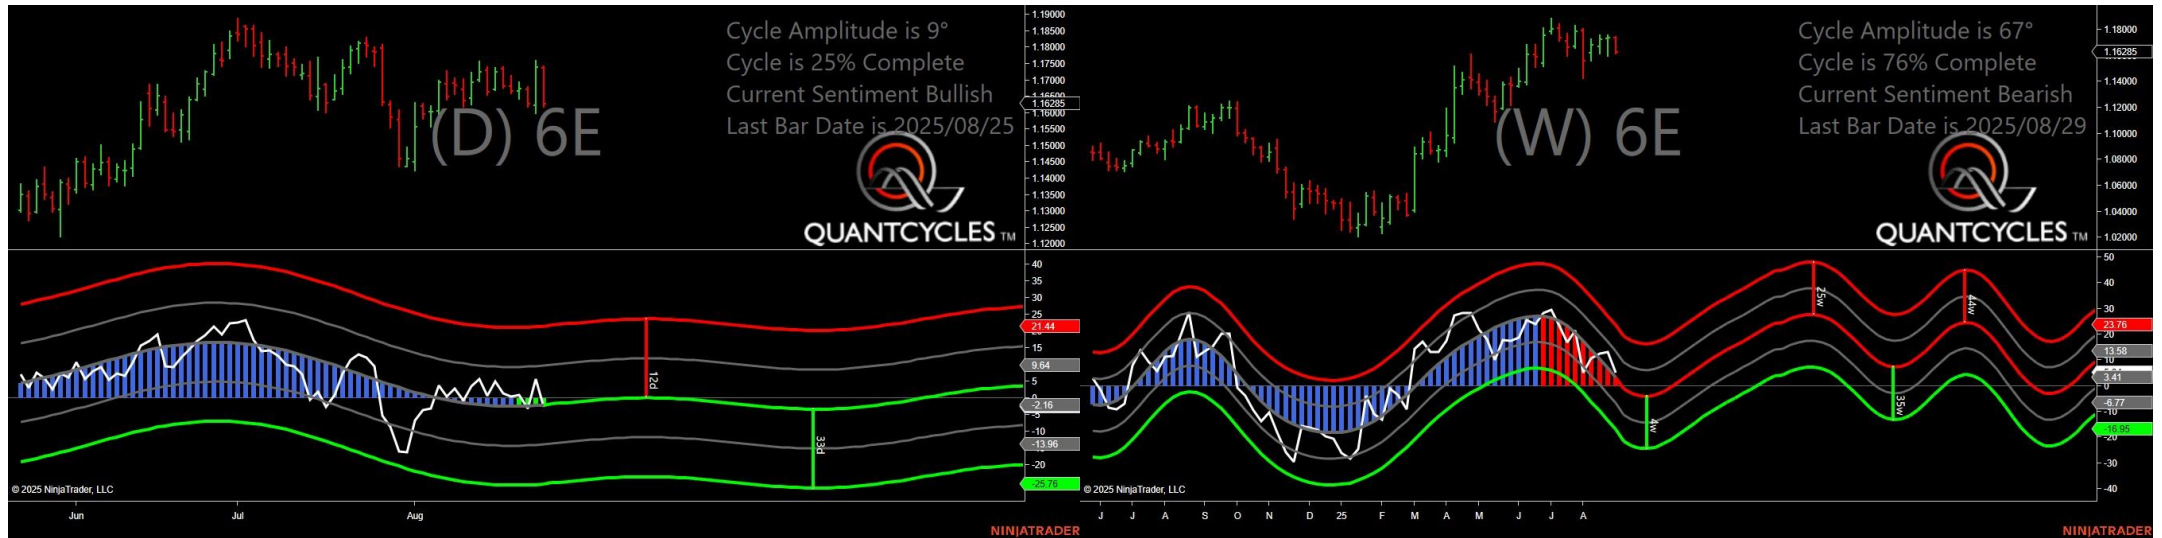 Cycle Amplitude is 9°
Cycle is 25% Complete
Current Sentiment Bullish
Last Bar Date is 2025/08/25
(D) 6E
QUANTCYCLES TM
1.19000
1.18500
1.18000
1.17500
1.17000
1.16285
1.16000
1.15500
1.15000
1.14500
1.14000
1.13500
1.13000
1.12500
1.12000
40
35
30
25
21.44
15
9.64
5
0
-2.16
-5
-10
-13.96
-20
-25.76
12d
33d
© 2025 NinjaTrader, LLC
Jun Jul Aug
NINJATRADER
Cycle Amplitude is 67°
Cycle is 76% Complete
Current Sentiment Bearish
Last Bar Date is 2025/08/29
(W) 6E
QUANTCYCLES TM
1.18000
1.16285
1.14000
1.12000
1.10000
1.08000
1.06000
1.04000
1.02000
50
40
30
23.76
13.58
10
3.41
0
-6.77
-10
-16.95
-20
-30
-40
4w
25w
35w
44w
© 2025 NinjaTrader, LLC
J J A S O N D 25 F M A M J J A
NINJATRADER